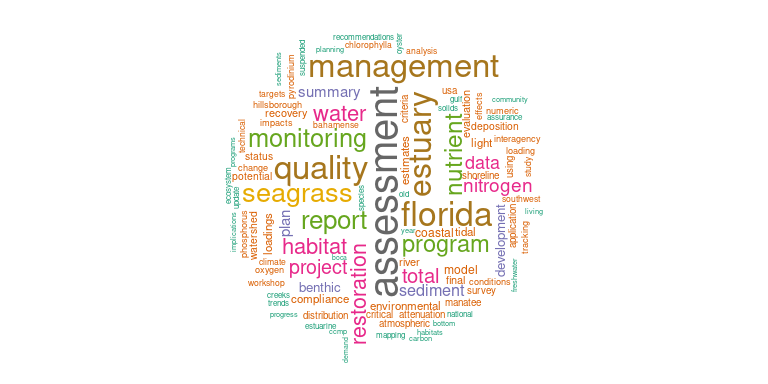 recommendations
planning
chlorophylla
oyster
analysis
suspended
sediments
pyrodinium
management
targets
summary
usa
gulf
solids
community
hillsborough
recovery
water
criteria
evaluation
effects
numeric
assurance
impacts
bahamense
assessment
estuary
nutrient
deposition
technical
monitoring
light
interagency
programs
status
quality
estimates
data
loading
study
using
change
potential
shoreline
nitrogen
ecosystem
update
seagrass
species
old
southwest
living
implications
phosphorus
watershed
loadings
plan
report
florida
year
coastal
tidal
development
application
tracking
habitat
program
climate
oxygen
project
boca
restoration
river
total
model
final
conditions
freshwater
workshop
benthic
sediment
survey
creeks
trends
compliance
environmental
manatee
progress
distribution
critical
attenuation
national
estuarine
ccmp
atmospheric
bottom
demand
mapping
habitats
carbon